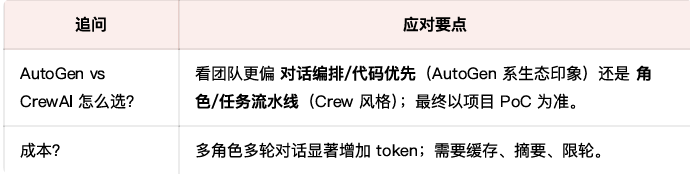 追问 应对要点
AutoGen vs 看团队更偏 对话编排/代码优先（AutoGen 系生态印象）还是 角
CrewAI 怎么选? 色/任务流水线（Crew 风格）；最终以项目 PoC 为准。
成本? 多角色多轮对话显著增加 token；需要缓存、摘要、限轮。